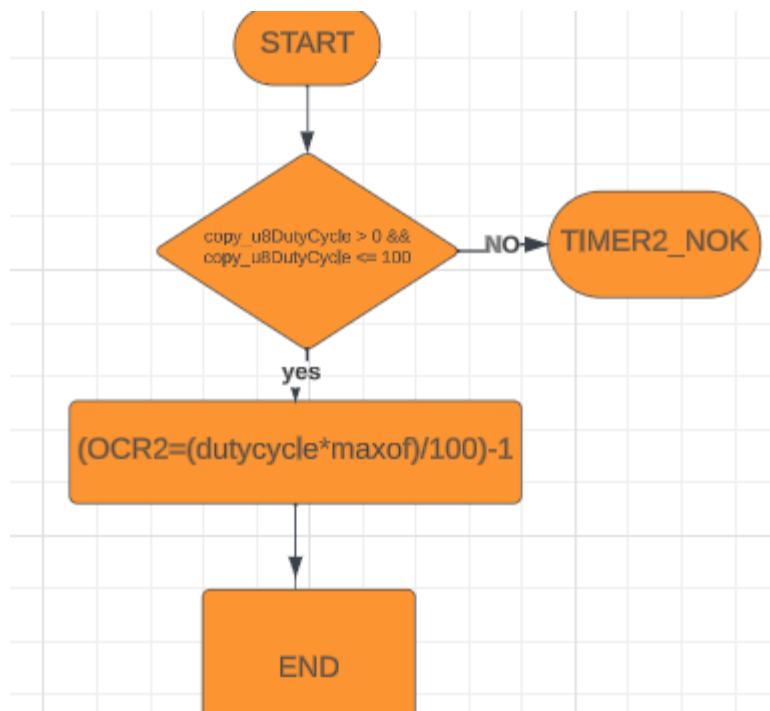 START
copy_u8DutyCycle > 0 &&
copy_u8DutyCycle <= 100
NO
TIMER2_NOK
yes
(OCR2=(dutycycle*maxof)/100)-1
END